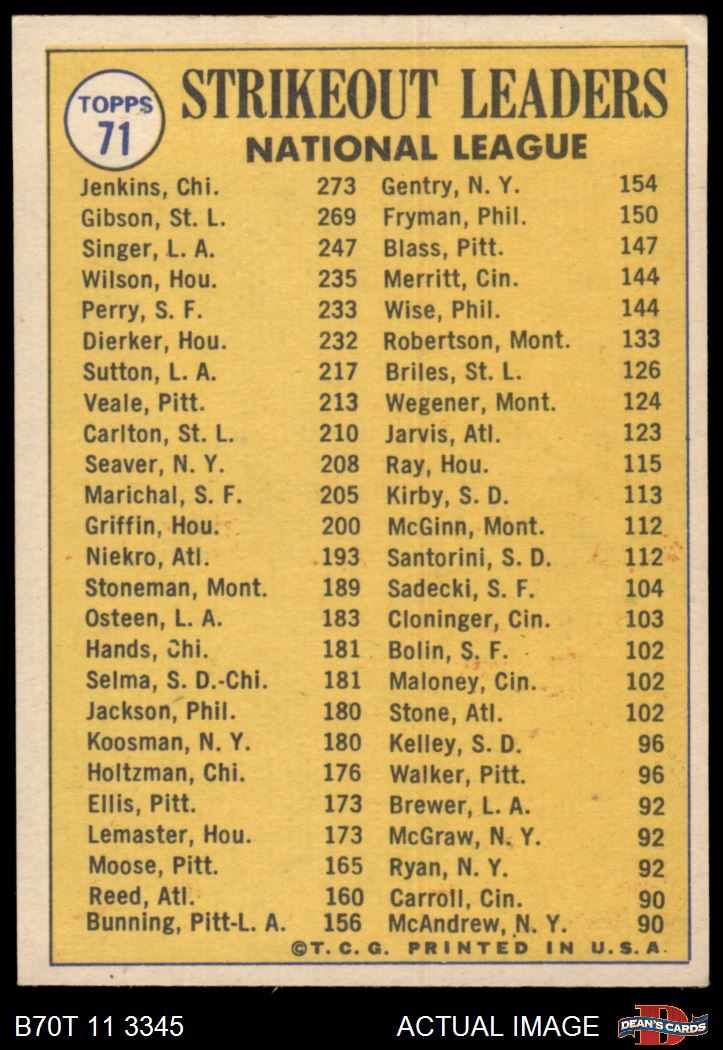 TOPPS
71
STRIKEOUT LEADERS
NATIONAL LEAGUE
Jenkins, Chi. 273
Gibson, St. L. 269
Singer, L. A. 247
Wilson, Hou. 235
Perry, S. F. 233
Dierker, Hou. 232
Sutton, L. A. 217
Veale, Pitt. 213
Carlton, St. L. 210
Seaver, N. Y. 208
Marichal, S. F. 205
Griffin, Hou. 200
Niekro, Atl. 193
Stoneman, Mont. 189
Osteen, L. A. 183
Hands, Chi. 181
Selma, S. D.-Chi. 181
Jackson, Phil. 180
Koosman, N. Y. 180
Holtzman, Chi. 176
Ellis, Pitt. 173
Lemaster, Hou. 173
Moose, Pitt. 165
Reed, Atl. 160
Bunning, Pitt-L. A. 156
Gentry, N. Y. 154
Fryman, Phil. 150
Blass, Pitt. 147
Merritt, Cin. 144
Wise, Phil. 144
Robertson, Mont. 133
Briles, St. L. 126
Wegener, Mont. 124
Jarvis, Atl. 123
Ray, Hou. 115
Kirby, S. D. 113
McGinn, Mont. 112
Santorini, S. D. 112
Sadecki, S. F. 104
Cloninger, Cin. 103
Bolin, S. F. 102
Maloney, Cin. 102
Stone, Atl. 102
Kelley, S. D. 96
Walker, Pitt. 96
Brewer, L. A. 92
McGraw, N. Y. 92
Ryan, N. Y. 92
Carroll, Cin. 90
McAndrew, N. Y. 90
©T. C. G. PRINTED IN U.S.A.
B70T 11 3345
ACTUAL IMAGE
DEAN'S CARDS